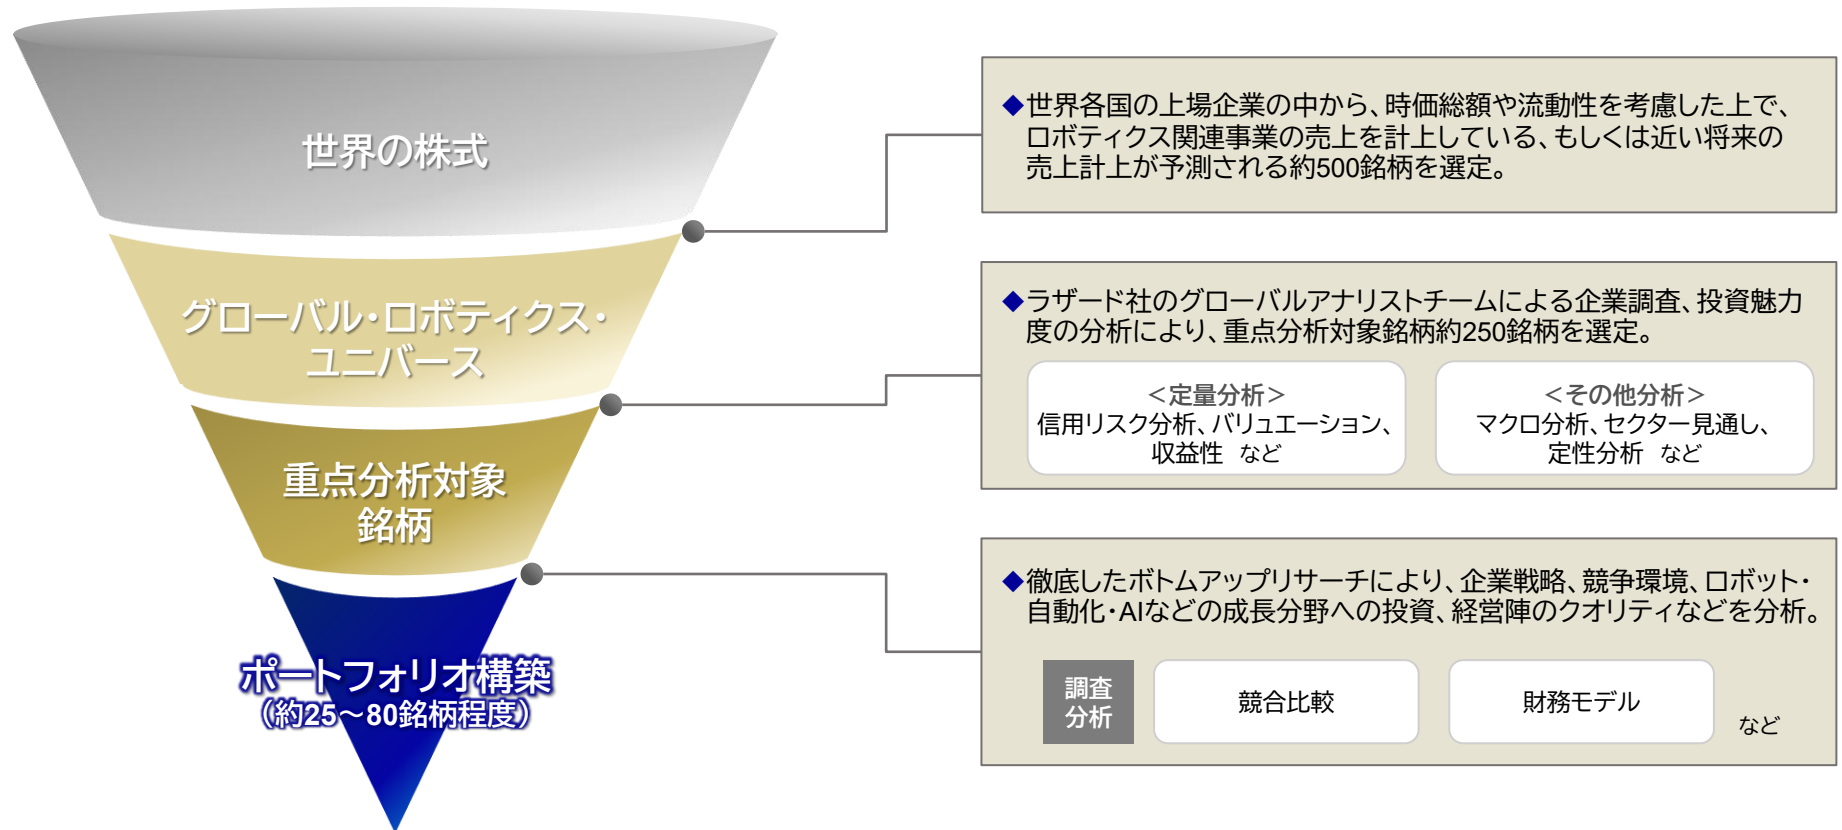 世界の株式
グローバル・ロボティクス・
ユニバース
重点分析対象
銘柄
ポートフォリオ構築
（約25～80銘柄程度）
◆世界各国の上場企業の中から、時価総額や流動性を考慮した上で、
ロボティクス関連事業の売上を計上している、もしくは近い将来の
売上計上が予測される約500銘柄を選定。
◆ラザード社のグローバルアナリストチームによる企業調査、投資魅力
度の分析により、重点分析対象銘柄約250銘柄を選定。
＜定量分析＞
信用リスク分析、バリュエーション、
収益性 など
＜その他分析＞
マクロ分析、セクター見通し、
定性分析 など
◆徹底したボトムアップリサーチにより、企業戦略、競争環境、ロボット・
自動化・AIなどの成長分野への投資、経営陣のクオリティなどを分析。
調査
分析
競合比較
財務モデル
など